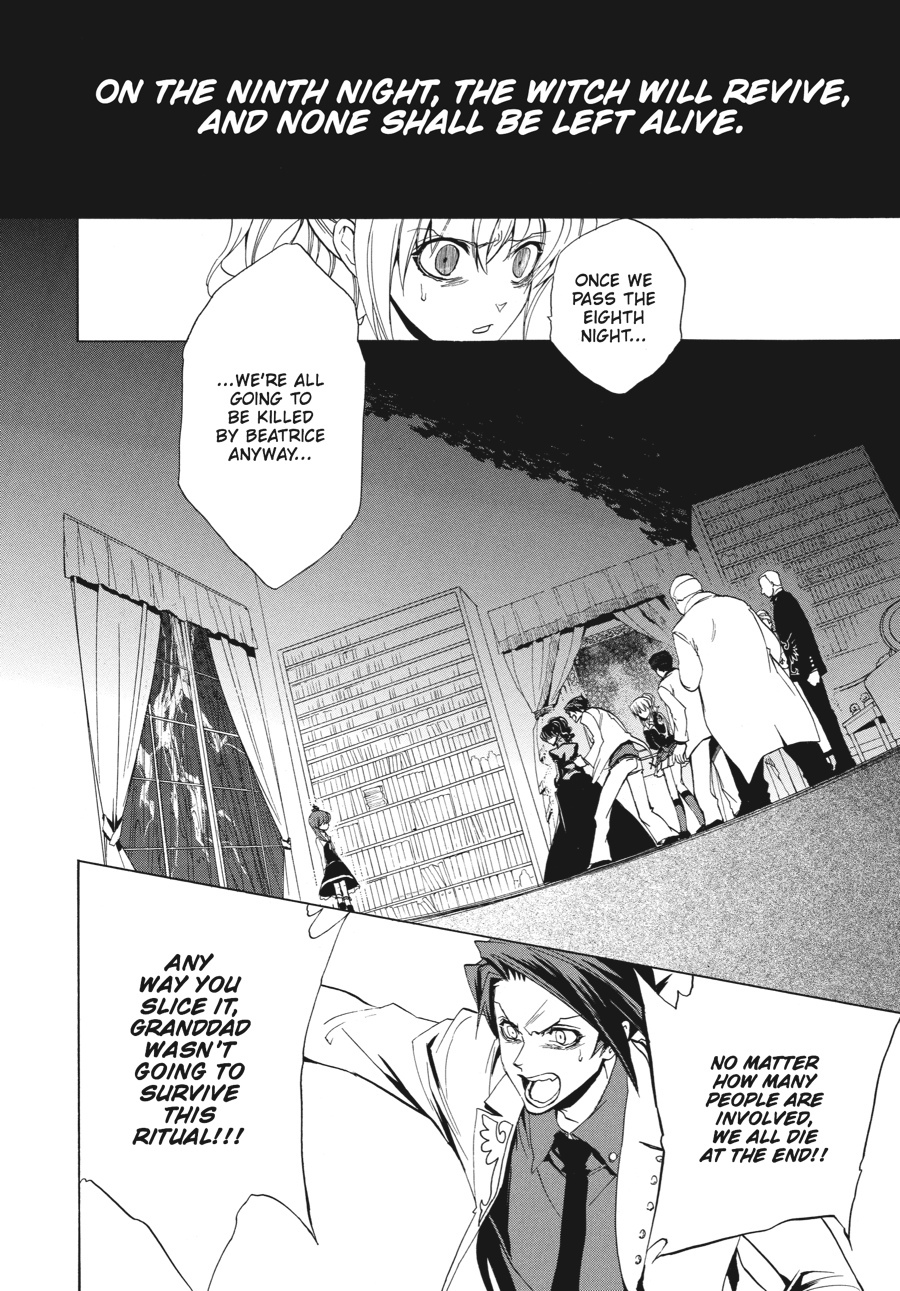 ON THE NINTH NIGHT, THE WITCH WILL REVIVE,
AND NONE SHALL BE LEFT ALIVE.
ONCE WE
PASS THE
EIGHTH
NIGHT...
...WE'RE ALL
GOING TO
BE KILLED
BY BEATRICE
ANYWAY...
NO MATTER
HOW MANY
PEOPLE ARE
INVOLVED,
WE ALL DIE
AT THE END!!
ANY
WAY YOU
SLICE IT,
GRANDDAD
WASN'T
GOING TO
SURVIVE
THIS
RITUAL!!!